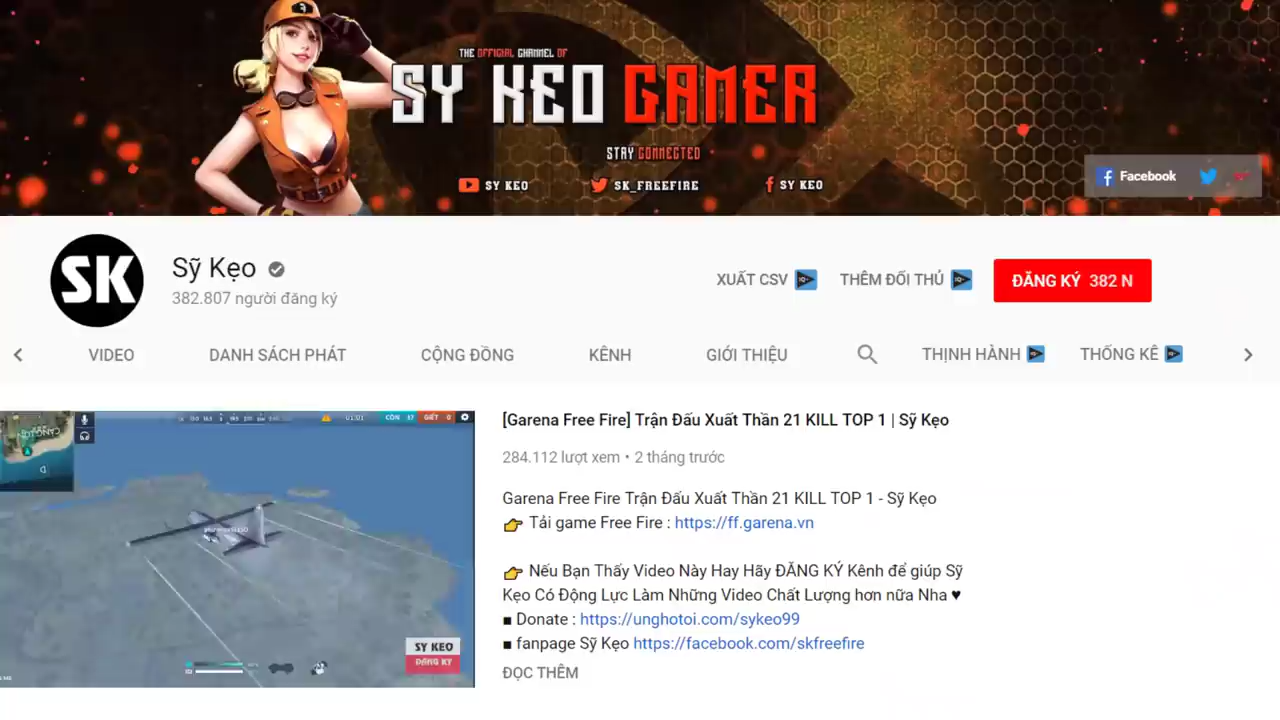 THE OFFICIAL CHANNEL OF
SY KEO GAMER
STAY CONNECTED
SY KEO
SK_FREEFIRE
SY KEO
Facebook
SK
Sỹ Kẹo
382.807 người đăng ký
XUẤT CSV
THÊM ĐỐI THỦ
ĐĂNG KÝ 382 N
VIDEO
DANH SÁCH PHÁT
CỘNG ĐỒNG
KÊNH
GIỚI THIỆU
THỊNH HÀNH
THỐNG KÊ
CÒN 37
GIẾT 0
SY KEO
ĐĂNG KÝ
[Garena Free Fire] Trận Đấu Xuất Thần 21 KILL TOP 1 | Sỹ Kẹo
284.112 lượt xem • 2 tháng trước
Garena Free Fire Trận Đấu Xuất Thần 21 KILL TOP 1 - Sỹ Kẹo
👉 Tải game Free Fire : https://ff.garena.vn
👉 Nếu Bạn Thấy Video Này Hay Hãy ĐĂNG KÝ Kênh để giúp Sỹ
Kẹo Có Động Lực Làm Những Video Chất Lượng hơn nữa Nha ♥
■ Donate : https://unghotoi.com/sykeo99
■ fanpage Sỹ Kẹo https://facebook.com/skfreefire
ĐỌC THÊM